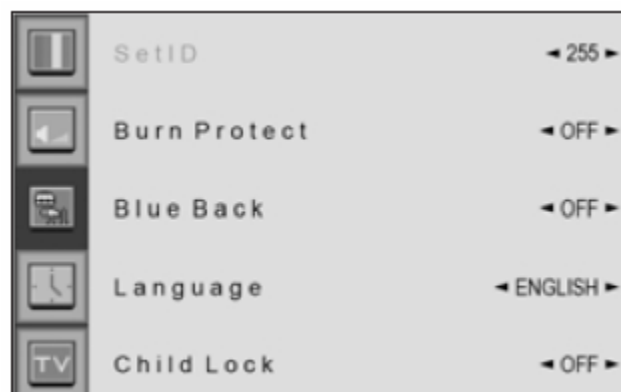 SetID ◄ 255 ►
Burn Protect ◄ OFF ►
Blue Back ◄ OFF ►
Language ◄ ENGLISH ►
TV Child Lock ◄ OFF ►